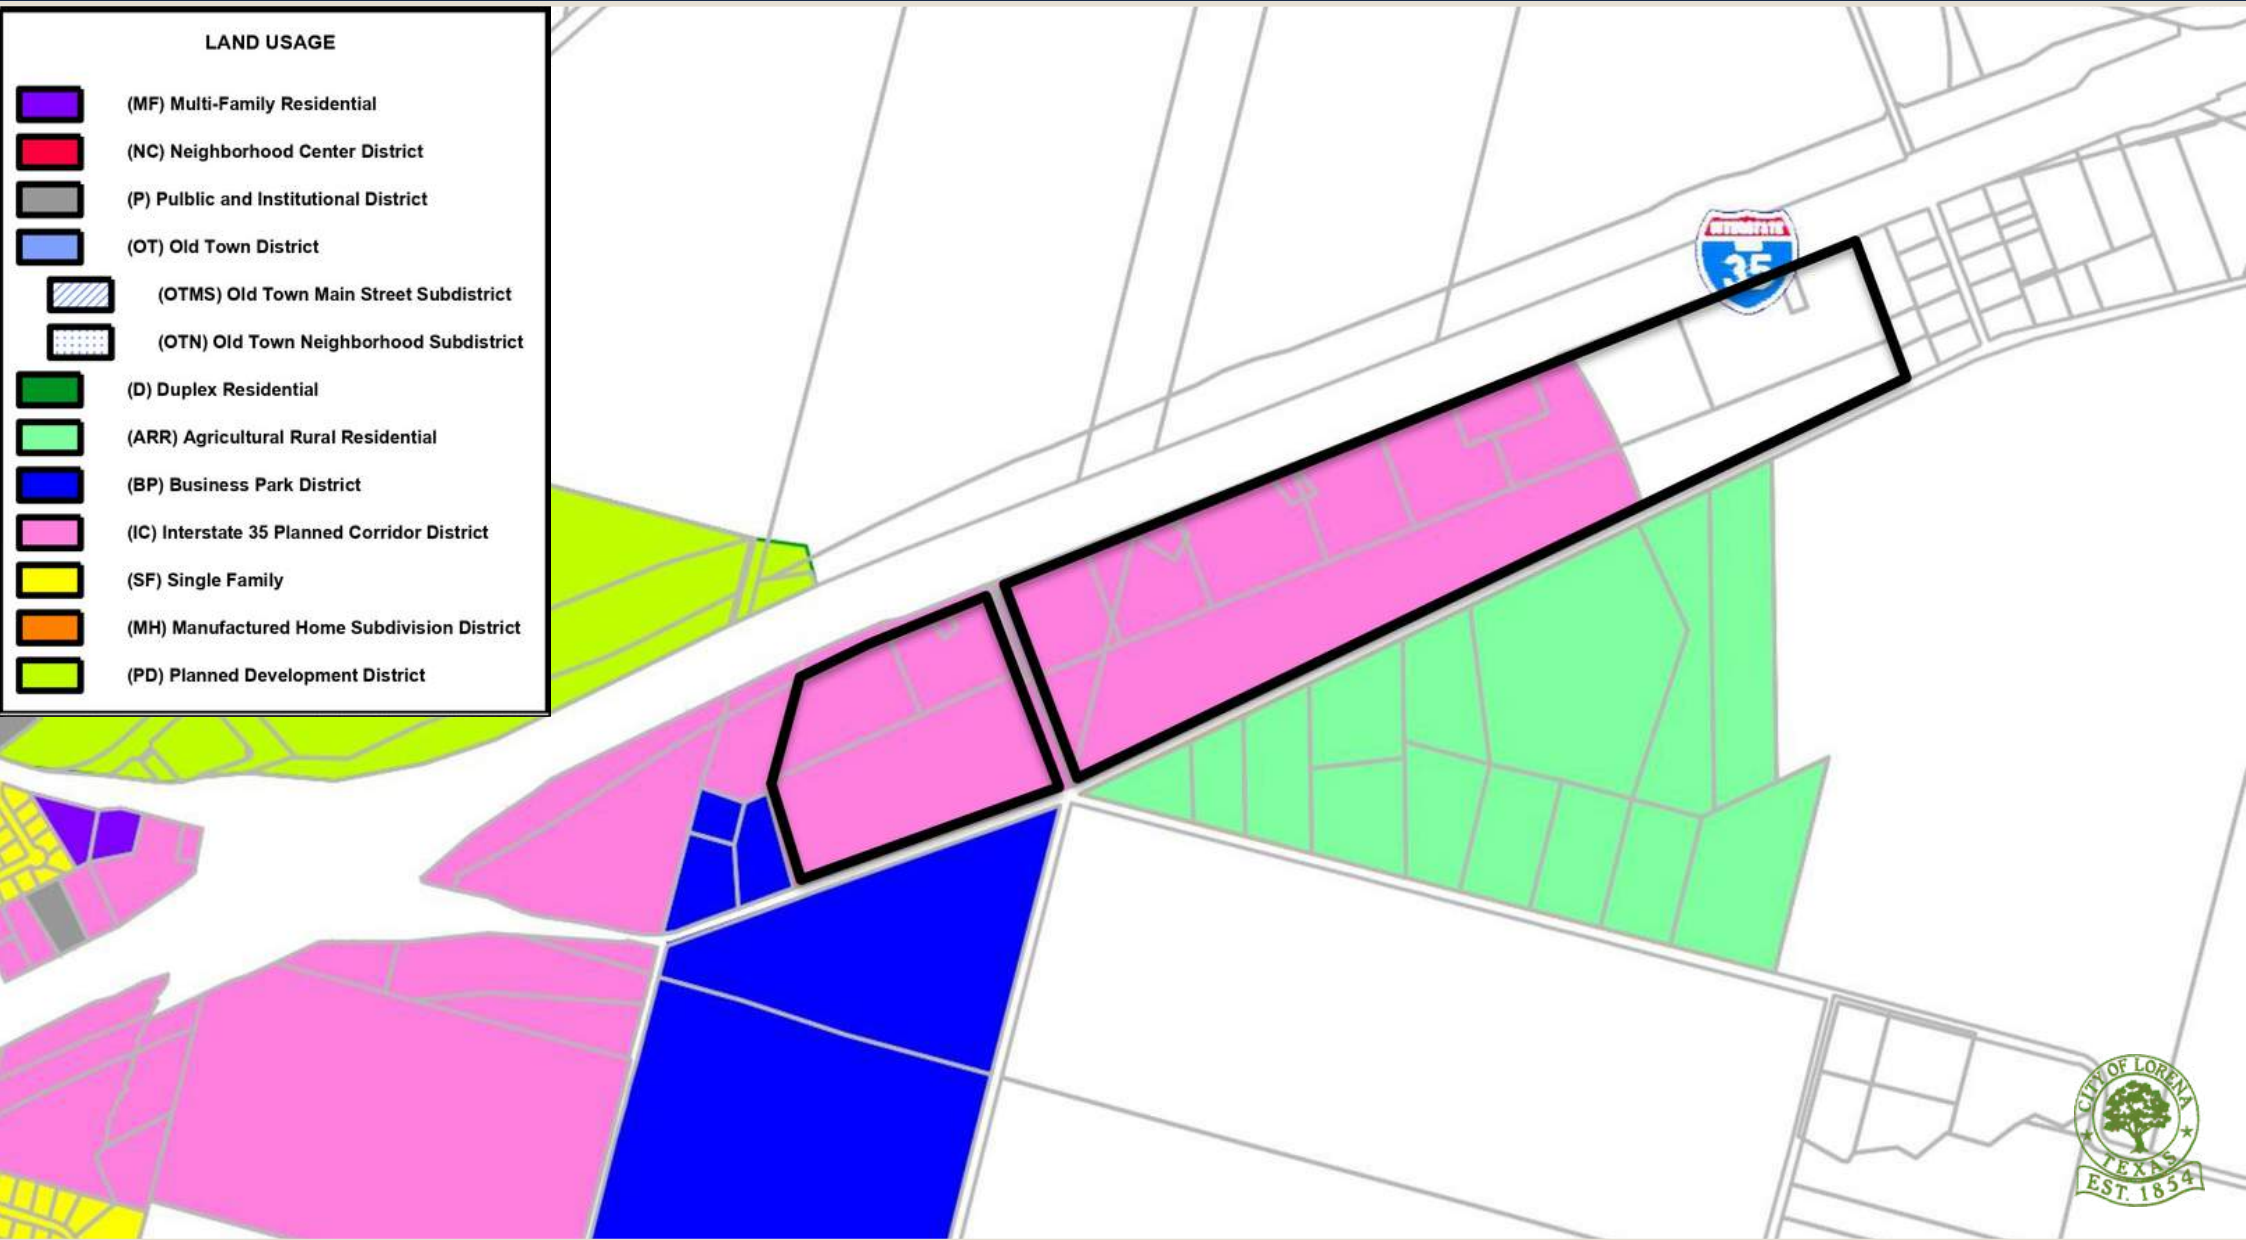 LAND USAGE
(MF) Multi-Family Residential
(NC) Neighborhood Center District
(P) Pulblic and Institutional District
(OT) Old Town District
(OTMS) Old Town Main Street Subdistrict
(OTN) Old Town Neighborhood Subdistrict
(D) Duplex Residential
(ARR) Agricultural Rural Residential
(BP) Business Park District
(IC) Interstate 35 Planned Corridor District
(SF) Single Family
(MH) Manufactured Home Subdivision District
(PD) Planned Development District
INTERSTATE
35
CITY OF LORENA
TEXAS
EST. 1854